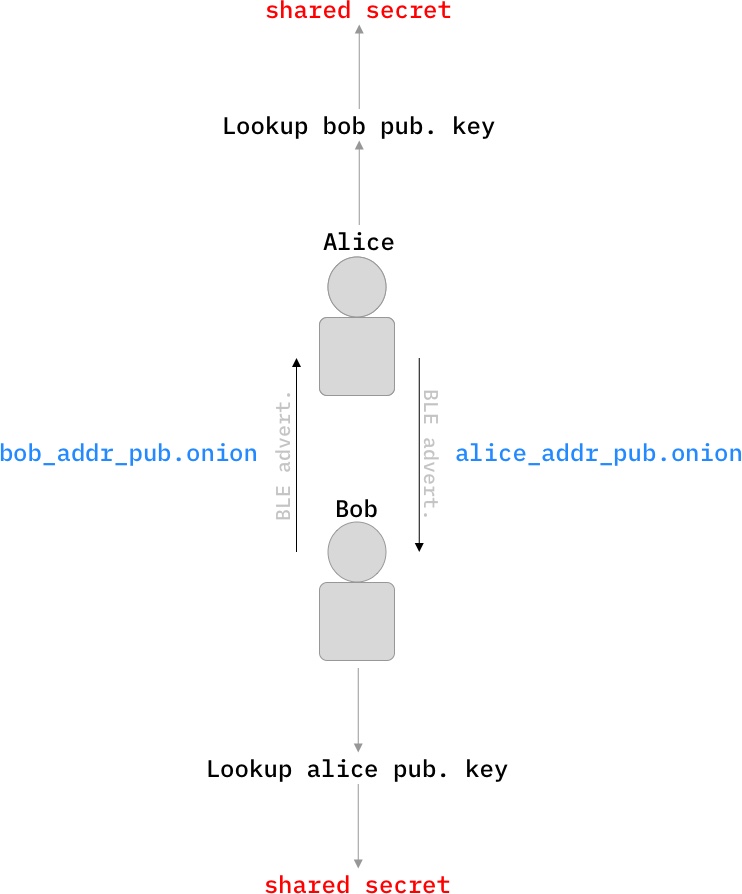 shared secret
Lookup bob pub. key
Alice
BLE advert.
BLE advert.
bob_addr_pub.onion
alice_addr_pub.onion
Bob
Lookup alice pub. key
shared secret